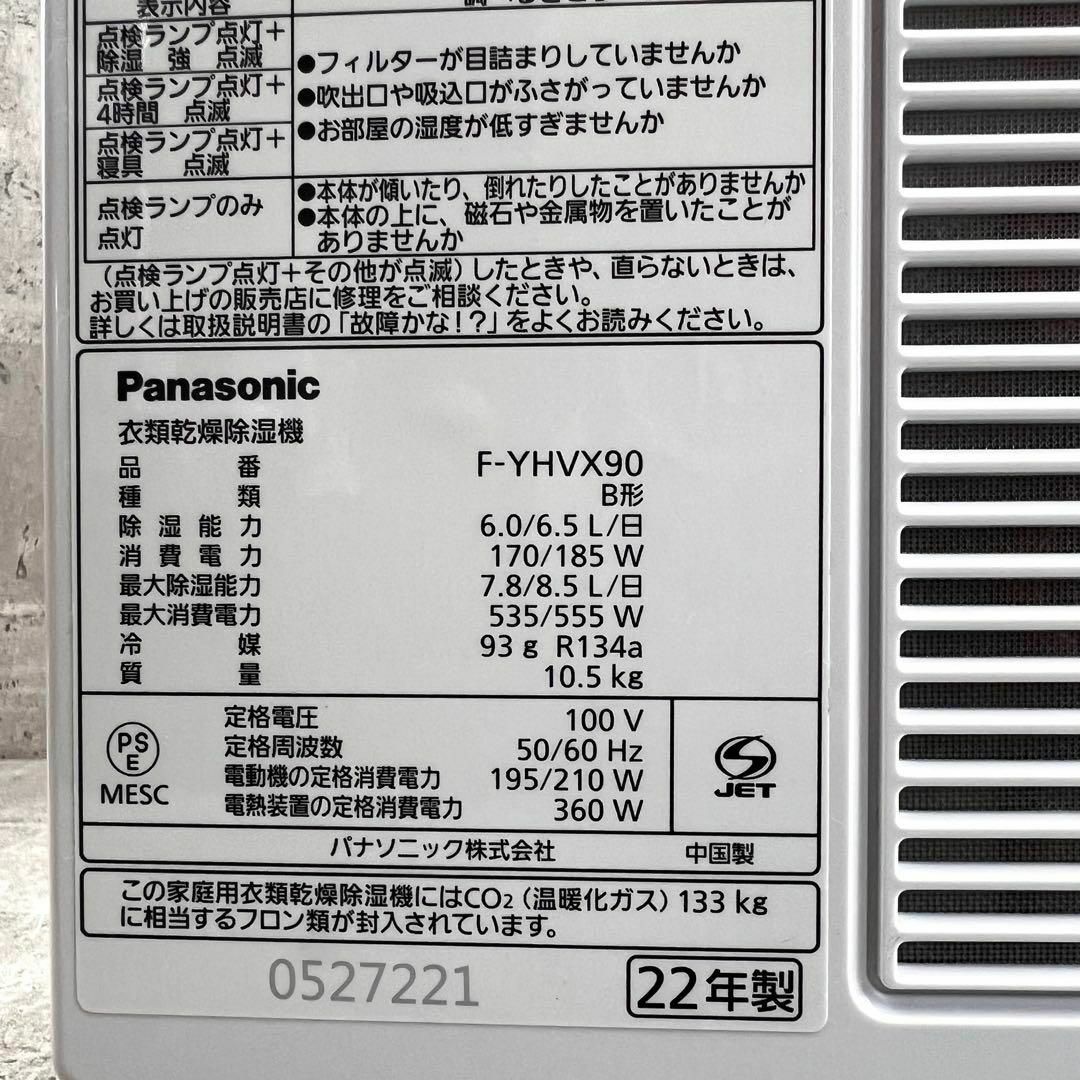 表示内容
点検ランプ点灯＋
除湿 強 点滅
点検ランプ点灯＋
4時間 点滅
点検ランプ点灯＋
寝具 点滅
●フィルターが目詰まりしていませんか
●吹出口や吸込口がふさがっていませんか
●お部屋の湿度が低すぎませんか
点検ランプのみ
点灯
●本体が傾いたり、倒れたりしたことがありませんか
●本体の上に、磁石や金属物を置いたことが
ありませんか
（点検ランプ点灯＋その他が点滅）したときや、直らないときは、
お買い上げの販売店に修理をご相談ください。
詳しくは取扱説明書の「故障かな！？」をよくお読みください。
Panasonic
衣類乾燥除湿機
品番 F-YHVX90
種類 B形
除湿能力 6.0/6.5 L/日
消費電力 170/185 W
最大除湿能力 7.8/8.5 L/日
最大消費電力 535/555 W
冷媒 93 g R134a
質量 10.5 kg
PS
E
MESC
定格電圧 100 V
定格周波数 50/60 Hz
電動機の定格消費電力 195/210 W
電熱装置の定格消費電力 360 W
JET
パナソニック株式会社 中国製
この家庭用衣類乾燥除湿機にはCO₂（温暖化ガス）133 kg
に相当するフロン類が封入されています。
0527221
22年製